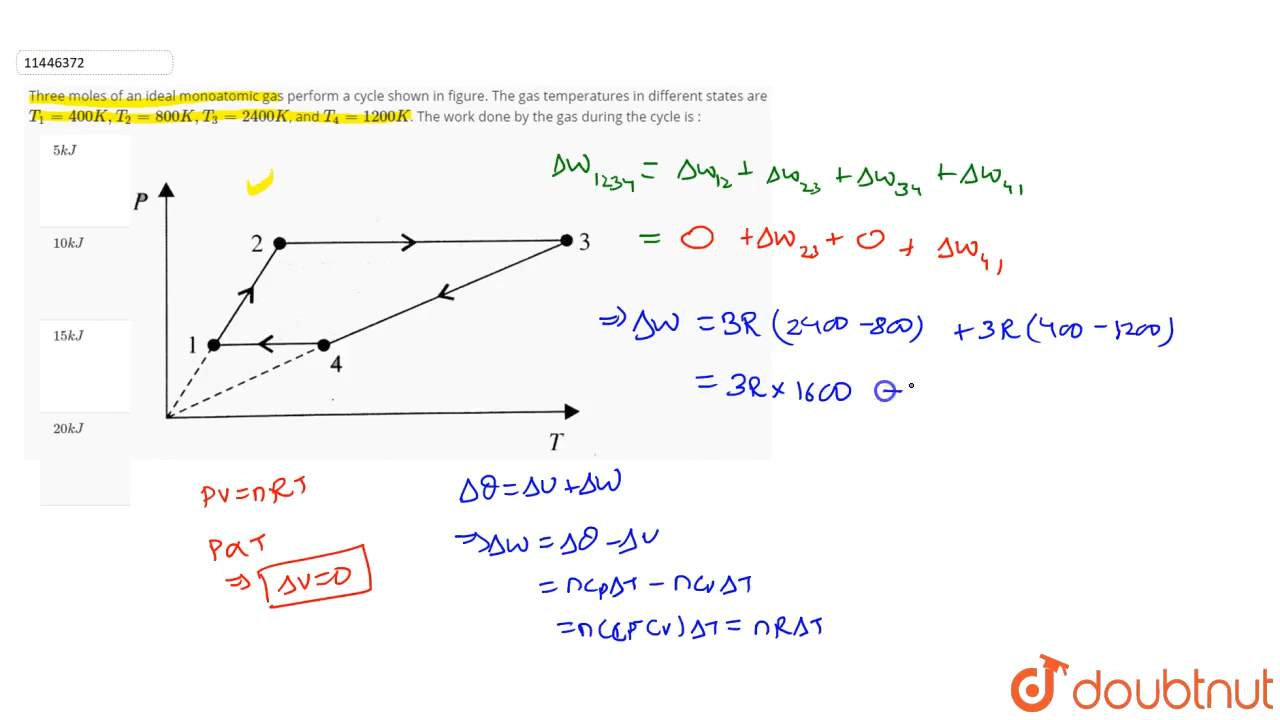 11446372
Three moles of an ideal monoatomic gas perform a cycle shown in figure. The gas temperatures in different states are
T₁ = 400K, T₂ = 800K, T₃ = 2400K, and T₄ = 1200K. The work done by the gas during the cycle is :
5kJ
10kJ
15kJ
20kJ
P
2
3
1
4
T
ΔW₁₂₃₄ = ΔW₁₂ + ΔW₂₃ + ΔW₃₄ + ΔW₄₁
= 0 + ΔW₂₃ + 0 + ΔW₄₁
⇒ ΔW = 3R (2400 - 800) + 3R (400 - 1200)
= 3R × 1600 -
PV = nRT
P α T
⇒ ΔV = 0
Δθ = ΔU + ΔW
⇒ ΔW = Δθ - ΔU
= nCpΔT - nCvΔT
= n(Cp-Cv) ΔT = nRΔT
doubtnut